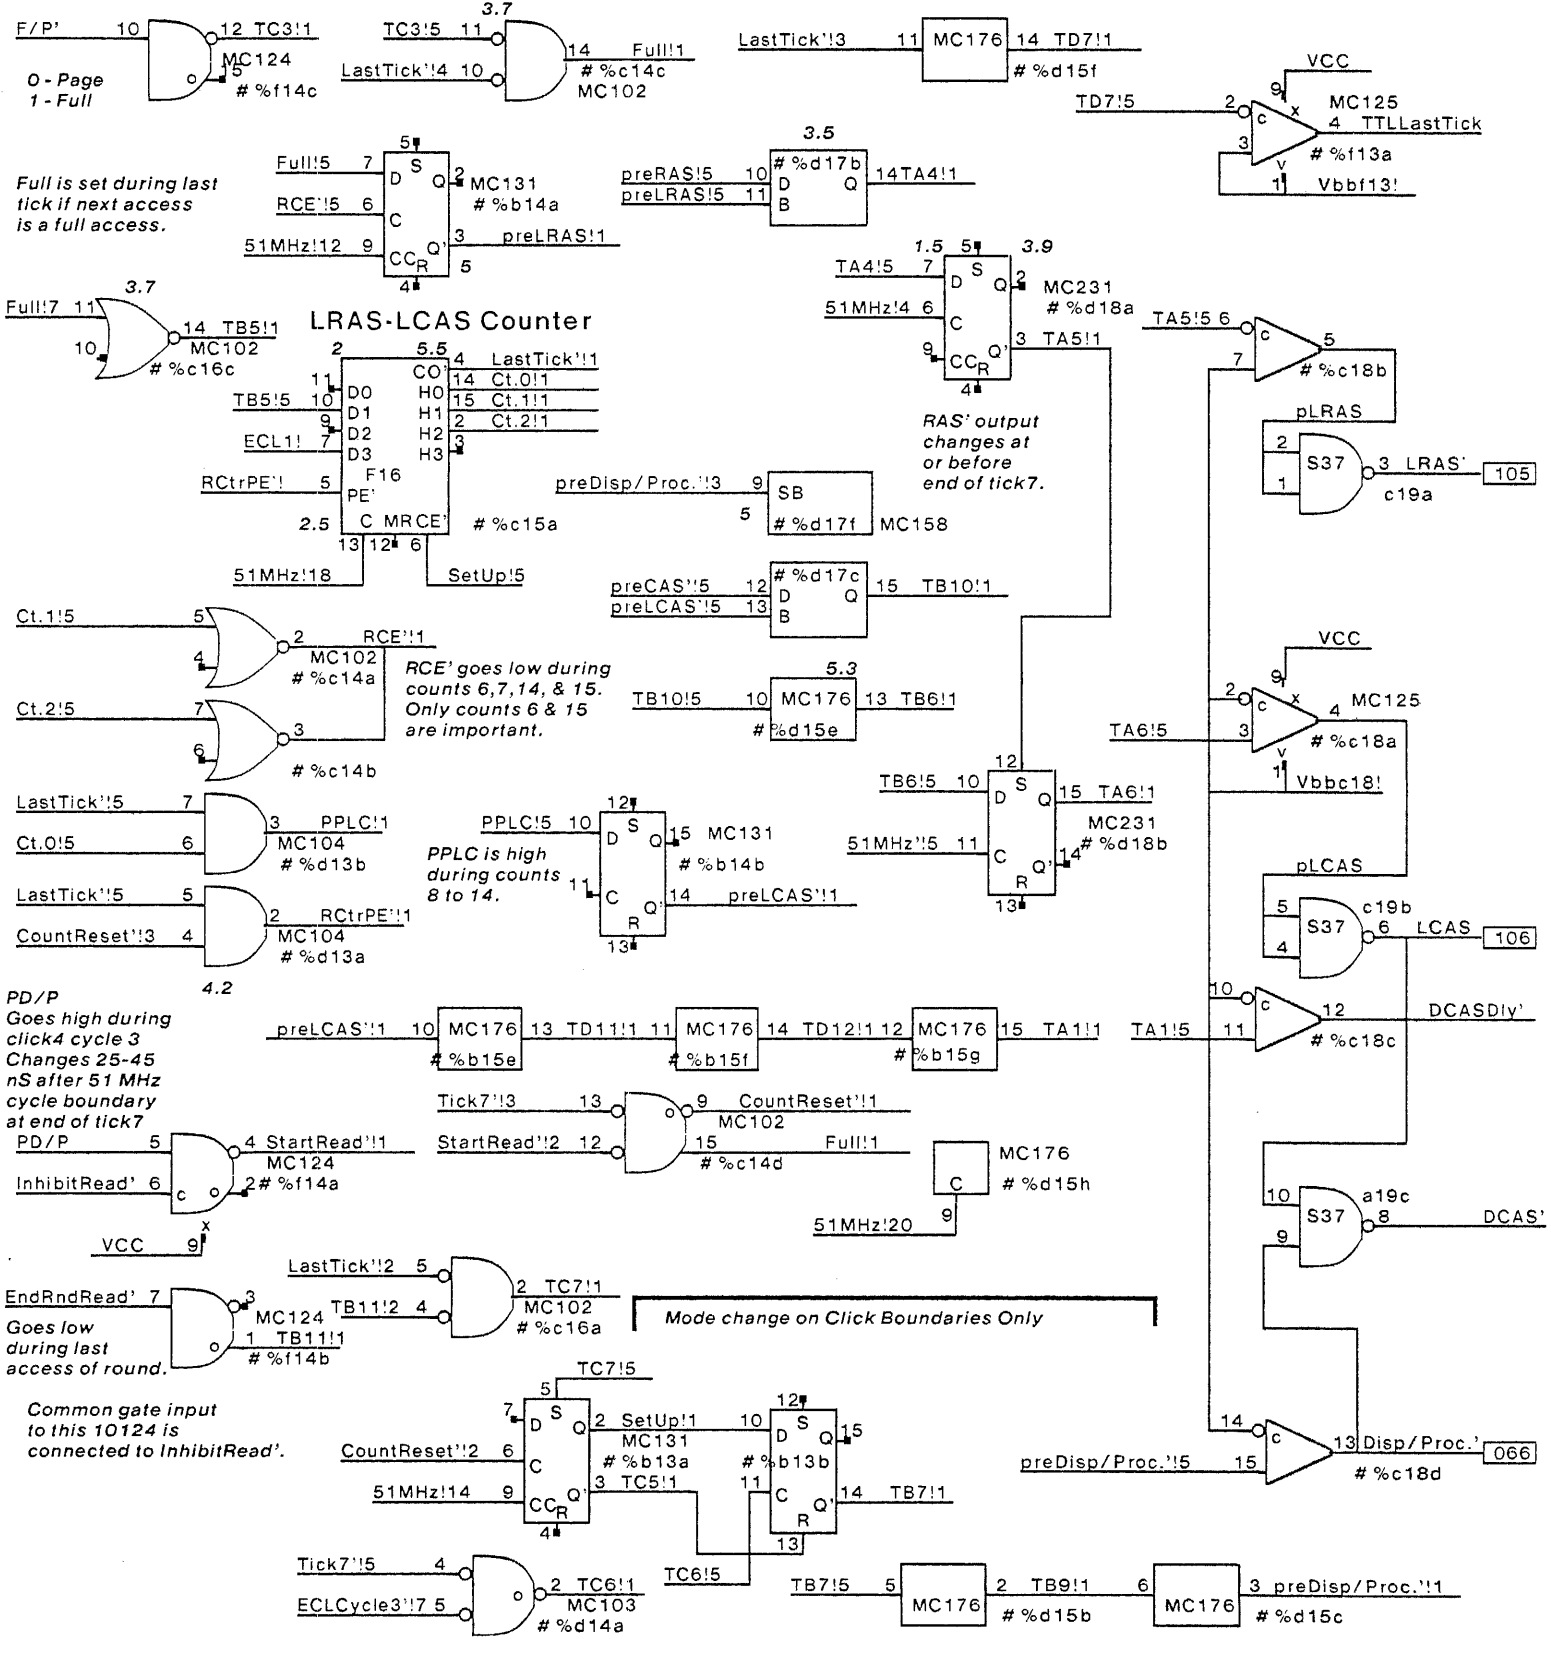 F/P' 10 12 TC3!1
MC124
15
# %f14c
0 - Page
1 - Full
3.7
TC3!5 11
LastTick'!4 10
14 Full!1
# %c14c
MC102
LastTick'!3 11 MC176 14 TD7!1
# %d15f
VCC
9
x
MC125
TD7!5 2 c
3
4 TTLLastTick
# %f13a
v
1 Vbbf13!
Full is set during last
tick if next access
is a full access.
5
S
Full!5 7 D
Q 2 MC131
# %b14a
RCE'!5 6 C
51MHz!12 9 CC
R
Q' 3 preLRAS!1
5
4
3.5
# %d17b
preRAS!5 10 D Q 14 TA4!1
preLRAS!5 11 B
1.5 5 3.9
S
TA4!5 7 D
Q 2 MC231
# %d18a
51MHz!4 6 C
9 CC
R
Q' 3 TA5!1
4
RAS' output
changes at
or before
end of tick7.
3.7
Full!7 11
10
14 TB5!1
MC102
# %c16c
LRAS-LCAS Counter
2 5.5
CO' 4 LastTick'!1
11 D0 H0 14 Ct.0!1
TB5!5 10 D1 H1 15 Ct.1!1
9 D2 H2 2 Ct.2!1
ECL1! 7 D3 H3 3
F16
RCtrPE'! 5 PE'
2.5 C MR CE' # %c15a
13 12 6
51MHz!18 SetUp!5
TA5!5 6 c
7
5
# %c18b
pLRAS
2
1
S37
3 LRAS' 105
c19a
preDisp/Proc.'!3 9 SB
5
# %d17f MC158
# %d17c
preCAS'!5 12 D Q 15 TB10!1
preLCAS'!5 13 B
Ct.1!5 5
4
2 RCE'!1
MC102
# %c14a
Ct.2!5 7
6
3
# %c14b
RCE' goes low during
counts 6,7,14, & 15.
Only counts 6 & 15
are important.
5.3
TB10!5 10 MC176 13 TB6!1
# %d15e
VCC
9
x
2 c
MC125
TA6!5 3
4
# %c18a
v
1 Vbbc18!
12
S
TB6!5 10 D Q 15 TA6!1
MC231
# %d18b
51MHz'!5 11 C
Q' 14
R
13
LastTick'!5 7
Ct.0!5 6
3 PPLC!1
MC104
# %d13b
LastTick'!5 5
CountReset'!3 4
2 RCtrPE'!1
MC104
# %d13a
4.2
12
S
PPLC!5 10 D
Q 15 MC131
# %b14b
11 C
R
Q' 14 preLCAS'!1
13
PPLC is high
during counts
8 to 14.
pLCAS
5
4
S37
c19b
6 LCAS 106
PD/P
Goes high during
click4 cycle 3
Changes 25-45
nS after 51 MHz
cycle boundary
at end of tick7
preLCAS'!1 10 MC176 13 TD11!1 11 MC176 14 TD12!1 12 MC176 15 TA1!1
# %b15e # %b15f # %b15g
10 c
TA1!5 11
12 DCASDly'
# %c18c
Tick7'!3 13
StartRead'!2 12
9 CountReset'!1
MC102
15 Full!1
# %c14d
PD/P 5
InhibitRead' 6 c
4 StartRead'!1
MC124
2 # %f14a
x
VCC 9
MC176
C
# %d15h
51MHz!20 9
10
9
S37
a19c
8 DCAS'
LastTick'!2 5
TB11!2 4
2 TC7!1
MC102
# %c16a
EndRndRead' 7
3
MC124
1 TB11!1
# %f14b
Goes low
during last
access of round.
Mode change on Click Boundaries Only
Common gate input
to this 10124 is
connected to InhibitRead'.
TC7!5
5
S
7 D
Q 2 SetUp!1
MC131
# %b13a
CountReset'!2 6 C
51MHz!14 9 CC
R
Q' 3 TC5!1
4
12
S
10 D
Q 15
# %b13b
11 C
Q' 14 TB7!1
R
13
TC6!5
14 c
preDisp/Proc.'!5 15
13 Disp/Proc.' 066
# %c18d
Tick7'!5 4
ECLCycle3'!7 5
2 TC6!1
MC103
# %d14a
TB7!5 5 MC176 2 TB9!1 6 MC176 3 preDisp/Proc.'!1
# %d15b # %d15c